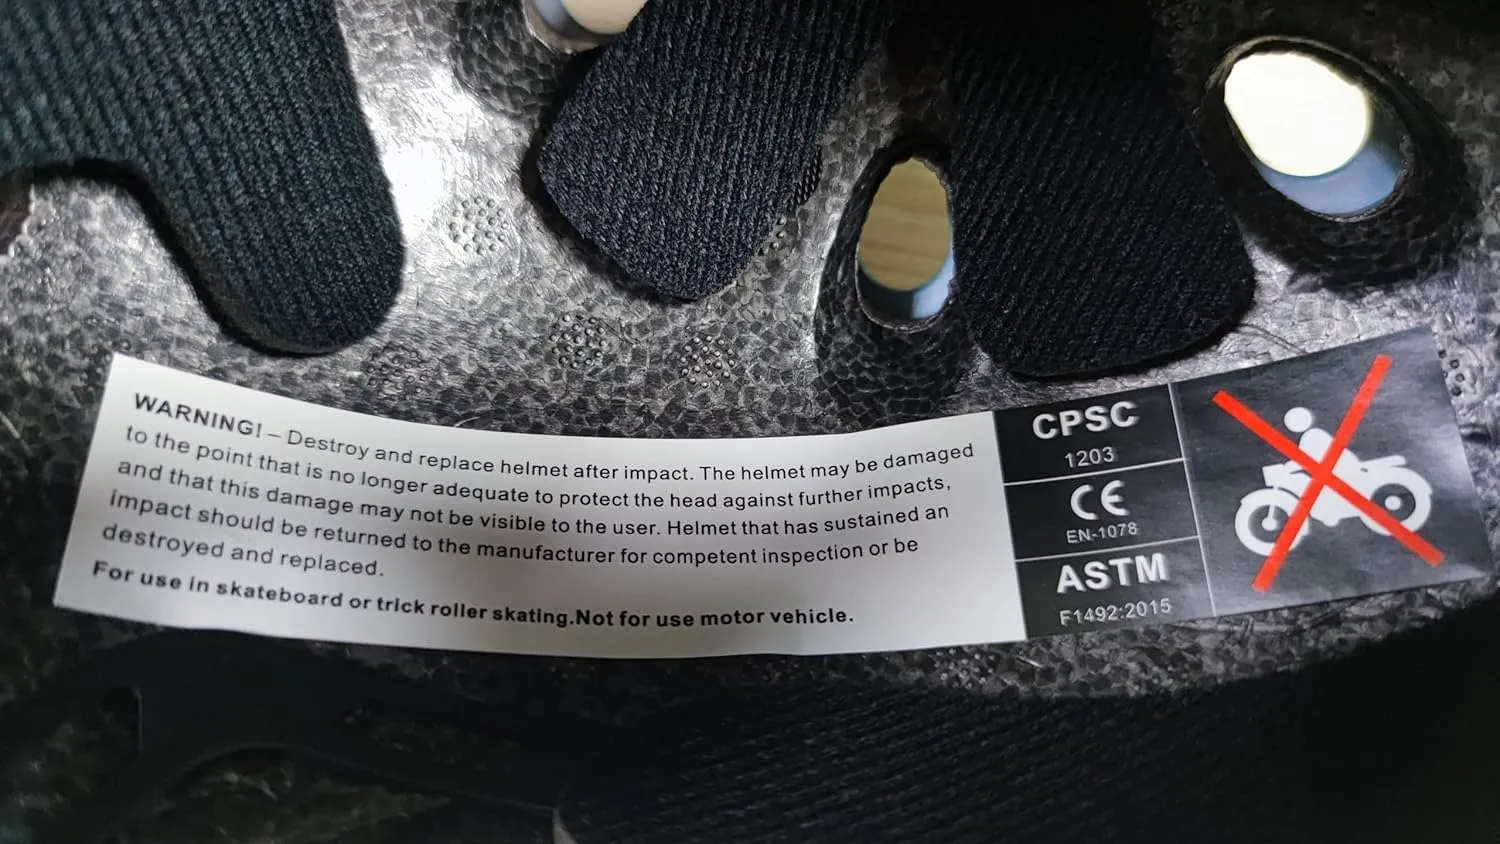 WARNING! – Destroy and replace helmet after impact. The helmet may be damaged
to the point that is no longer adequate to protect the head against further impacts,
and that this damage may not be visible to the user. Helmet that has sustained an
impact should be returned to the manufacturer for competent inspection or be
destroyed and replaced.
For use in skateboard or trick roller skating.Not for use motor vehicle.
CPSC
1203
CE
EN-1078
ASTM
F1492:2015